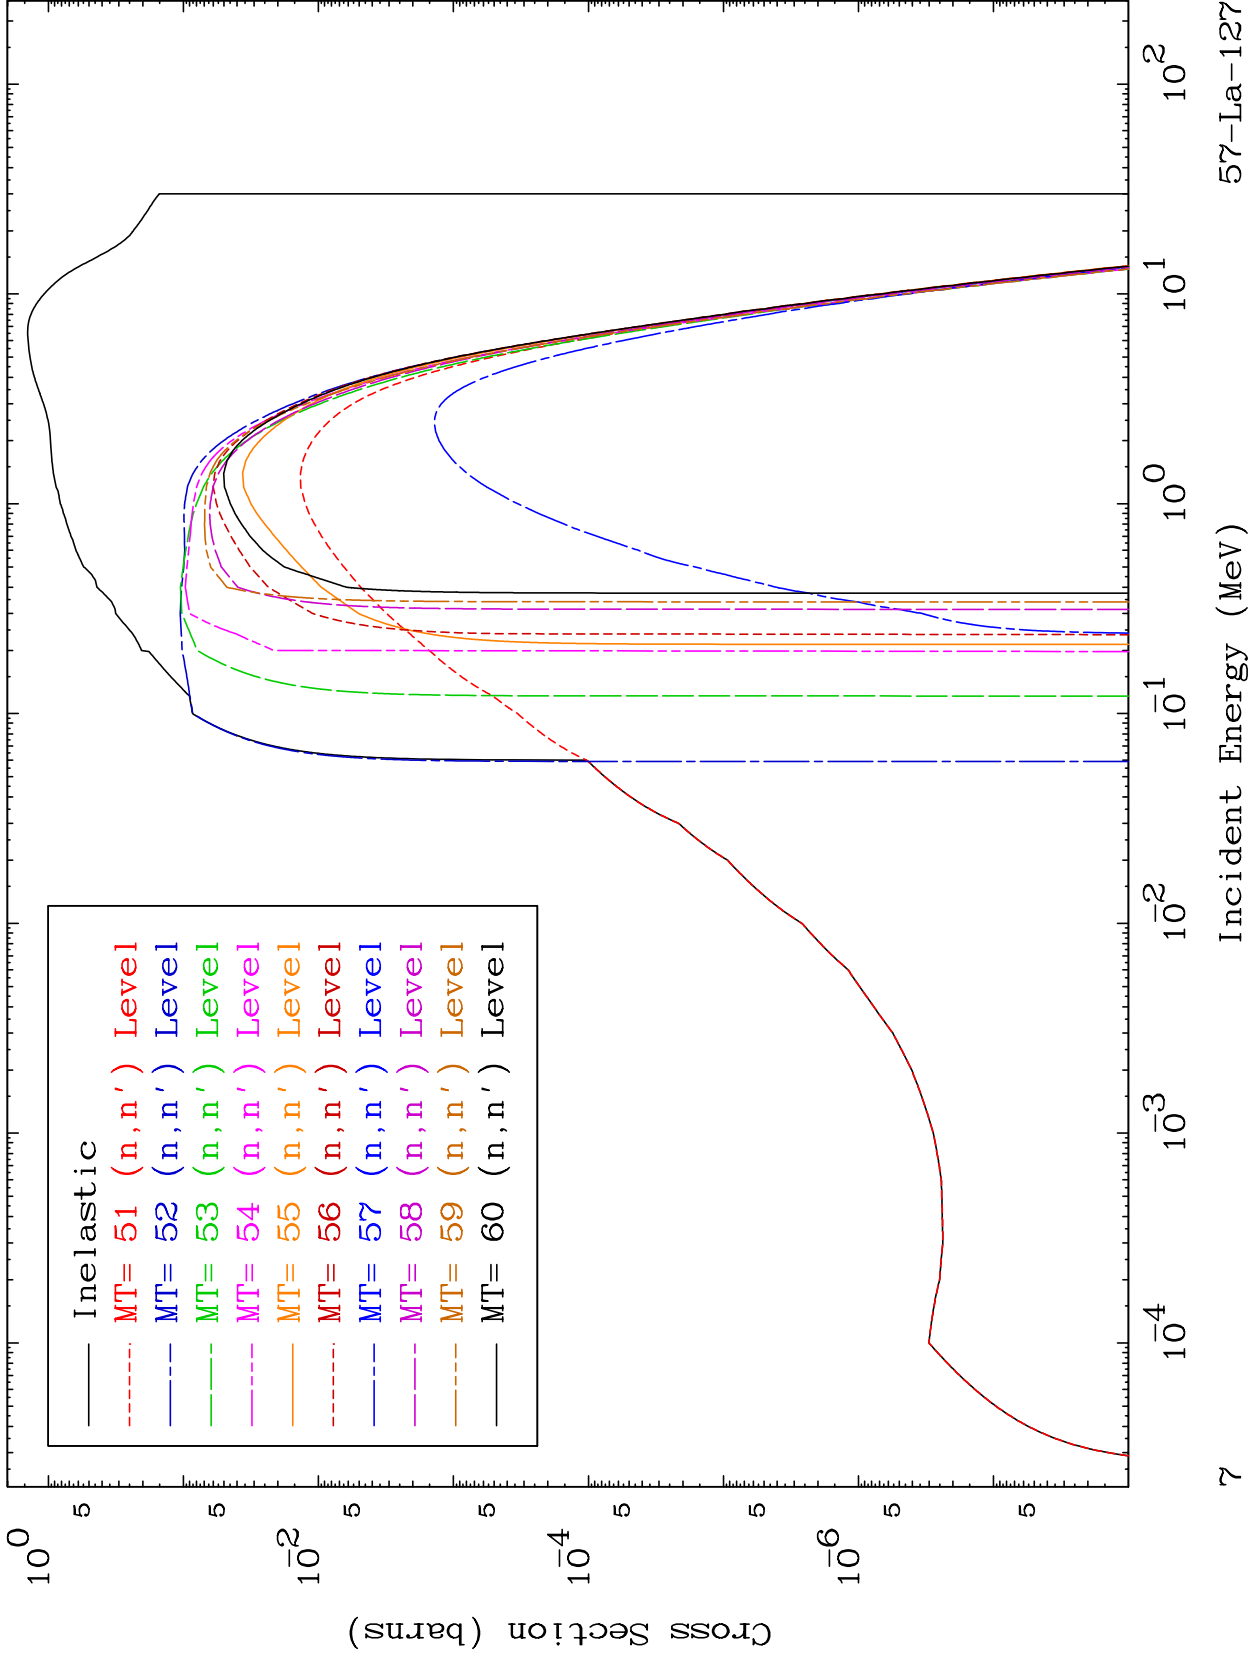 Inelastic
MT= 51 (n,n') Level
MT= 52 (n,n') Level
MT= 53 (n,n') Level
MT= 54 (n,n') Level
MT= 55 (n,n') Level
MT= 56 (n,n') Level
MT= 57 (n,n') Level
MT= 58 (n,n') Level
MT= 59 (n,n') Level
MT= 60 (n,n') Level
Cross Section (barns)
10^0
5
5
10^-2
5
5
10^-4
5
5
10^-6
5
10^-4
10^-3
10^-2
10^-1
10^0
10^1
10^2
Incident Energy (MeV)
7
57-La-127